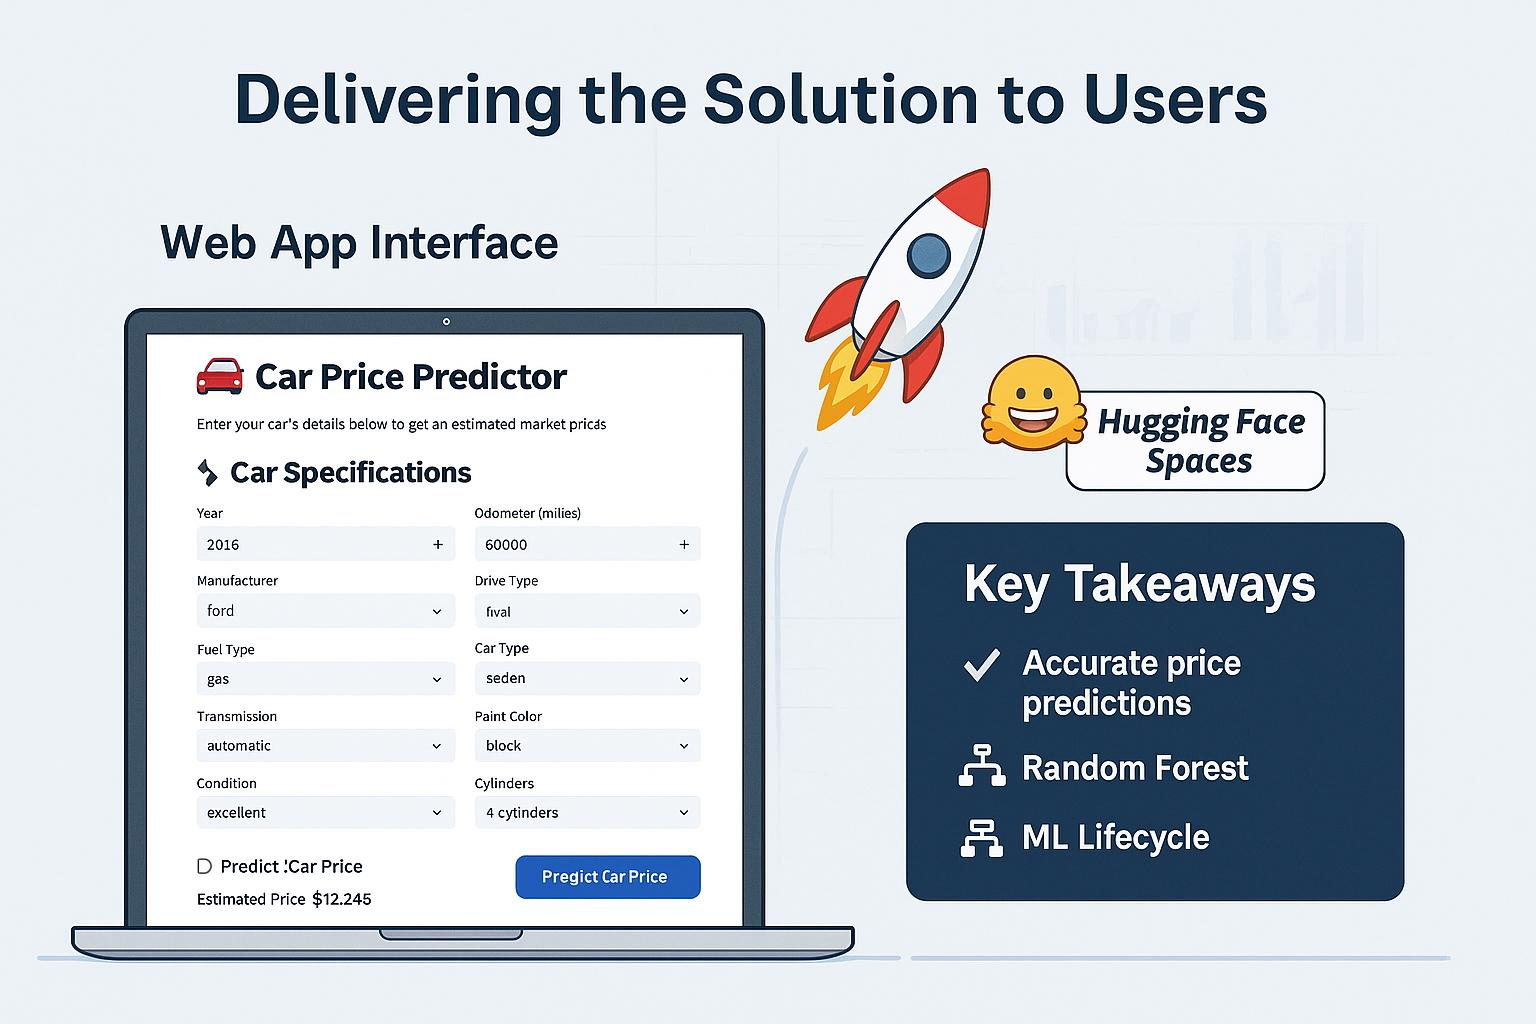 Delivering the Solution to Users
Web App Interface
Car Price Predictor
Enter your car's details below to get an estimated market pricds
Car Specifications
Year
Odometer (milies)
2016 +
60000 +
Manufacturer
Drive Type
ford
fıval
Fuel Type
Car Type
gas
seden
Transmission
Paint Color
automatic
block
Condition
Cylinders
excellent
4 cytinders
Predict :Car Price
Pregict Car Price
Estimated Price $12.245
Hugging Face
Spaces
Key Takeaways
Accurate price
predictions
Random Forest
ML Lifecycle